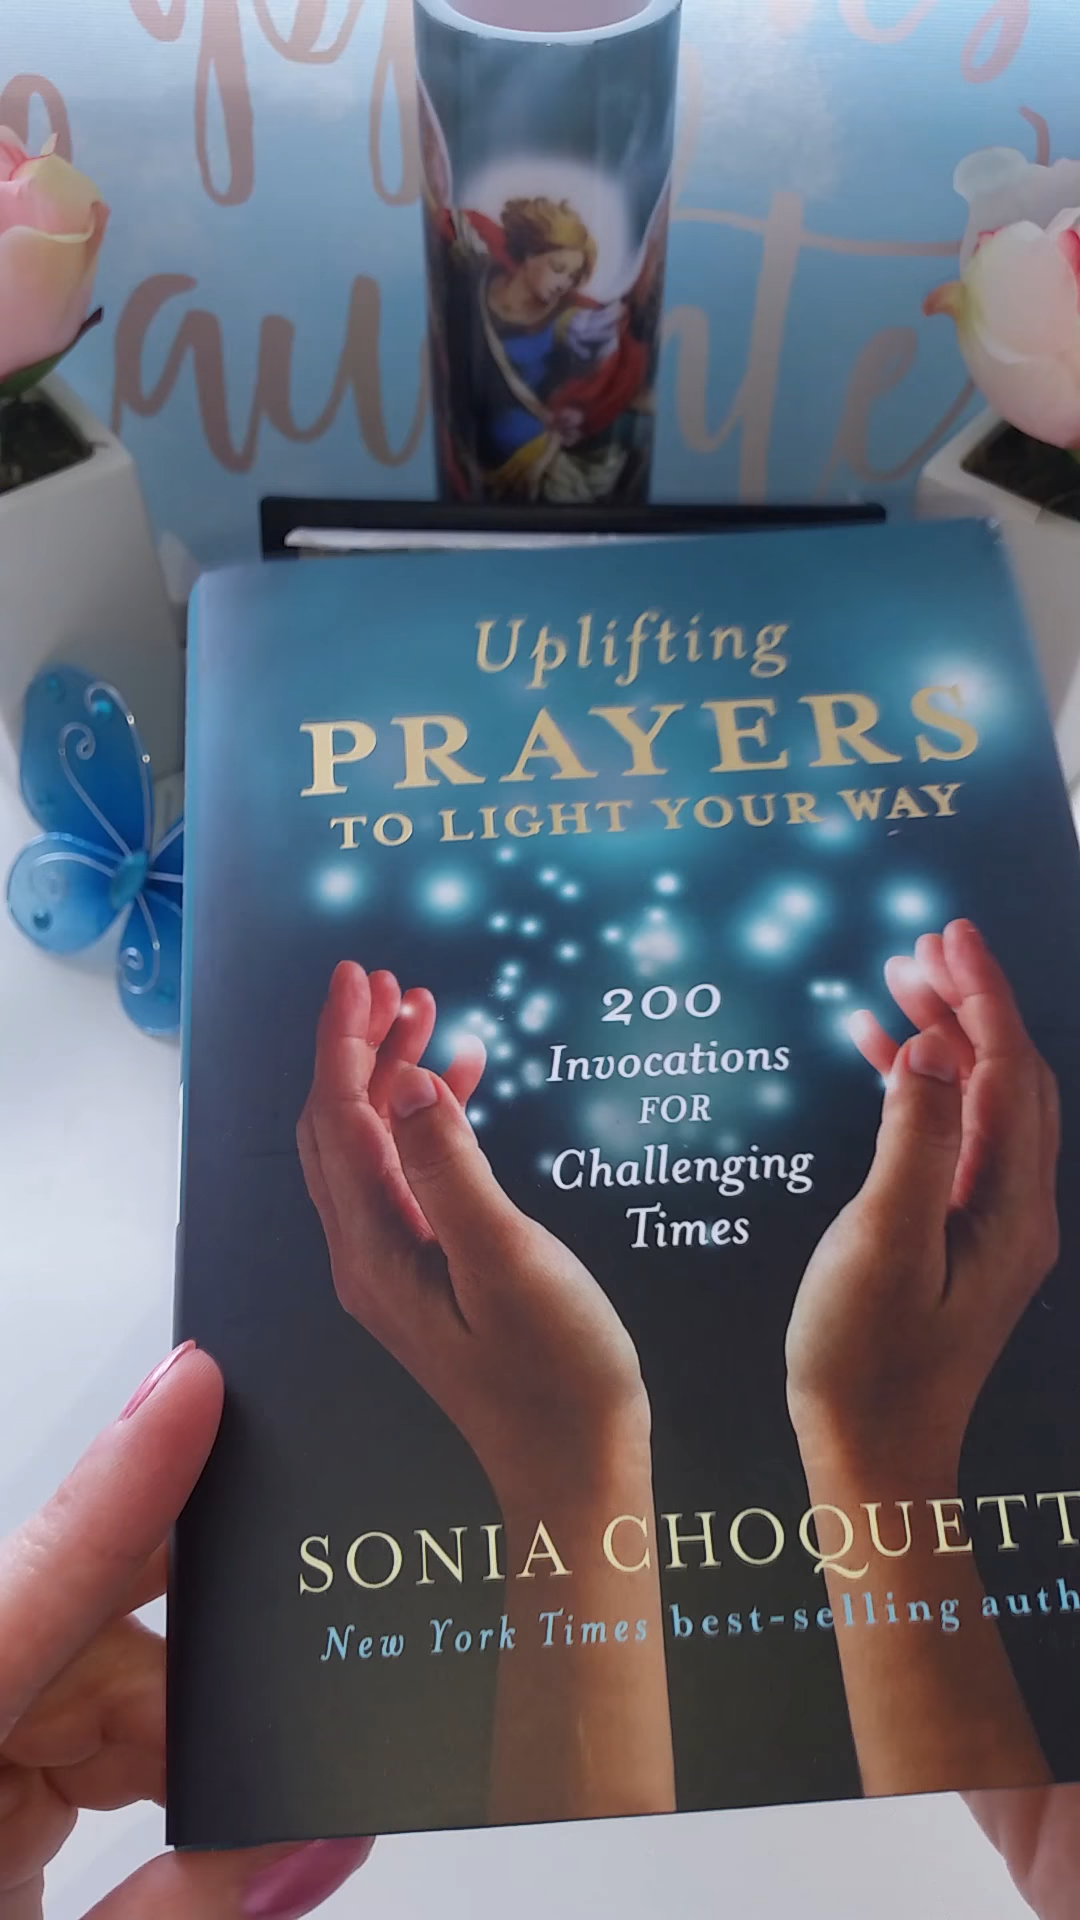 Uplifting
PRAYERS
TO LIGHT YOUR WAY
200
Invocations
FOR
Challenging
Times
SONIA CHOQUETT
New York Times best-selling auth